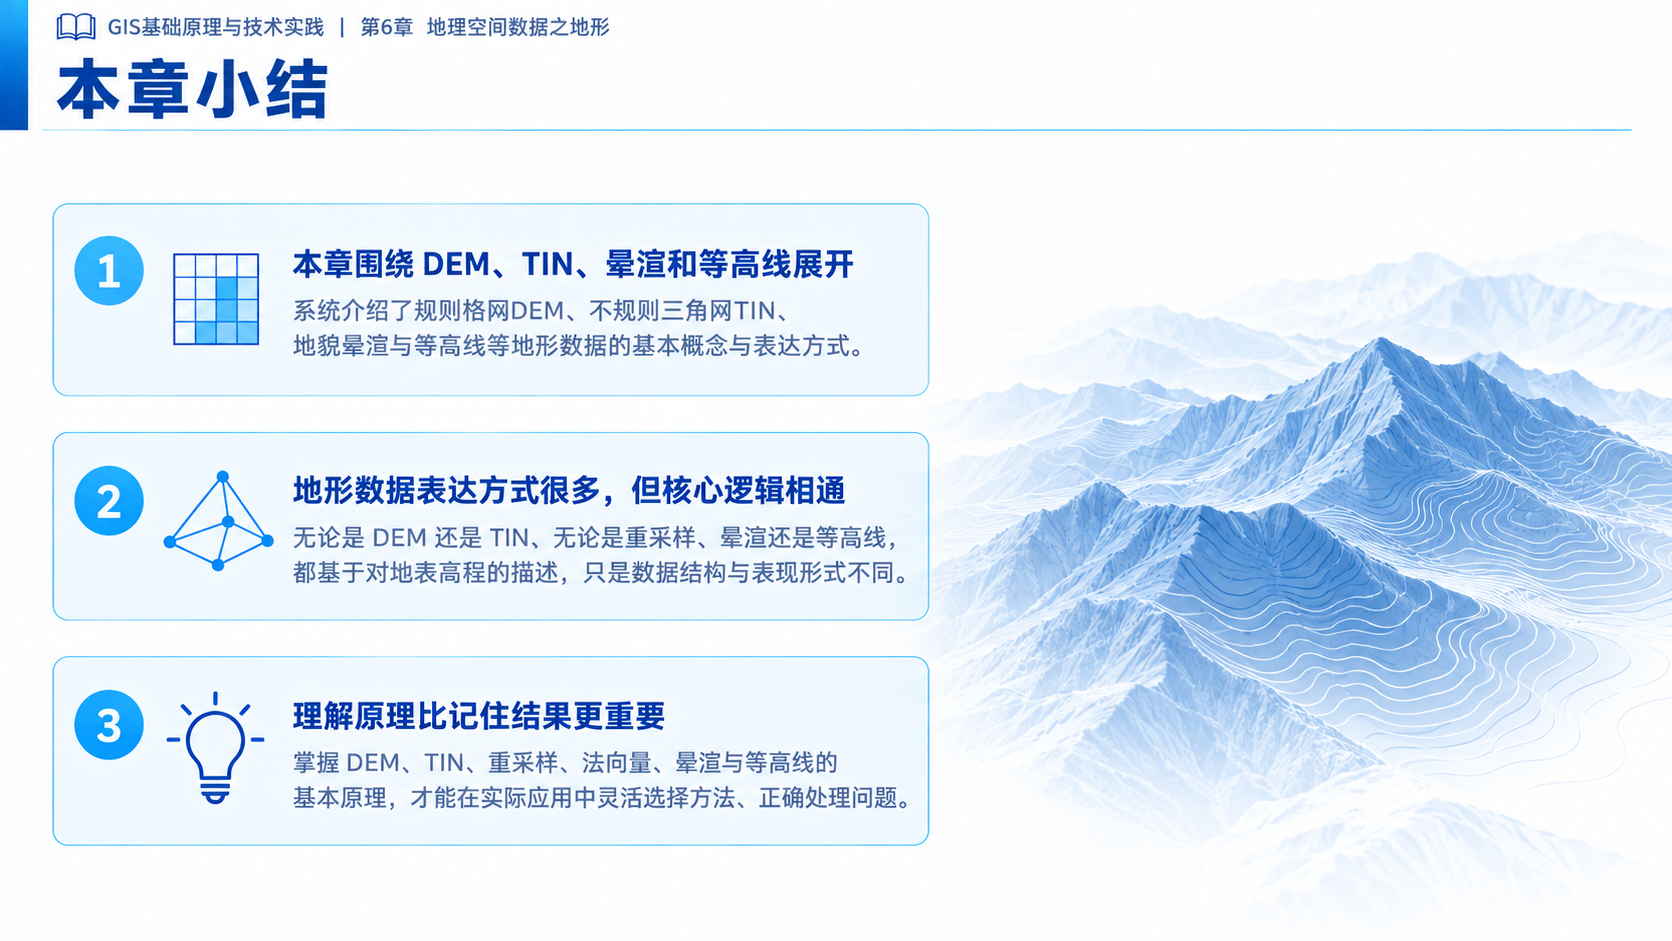 GIS基础原理与技术实践 | 第6章 地理空间数据之地形
本章小结
1
本章围绕 DEM、TIN、晕渲和等高线展开
系统介绍了规则格网DEM、不规则三角网TIN、
地貌晕渲与等高线等地形数据的基本概念与表达方式。
2
地形数据表达方式很多，但核心逻辑相通
无论是 DEM 还是 TIN、无论是重采样、晕渲还是等高线，
都基于对地表高程的描述，只是数据结构与表现形式不同。
3
理解原理比记住结果更重要
掌握 DEM、TIN、重采样、法向量、晕渲与等高线的
基本原理，才能在实际应用中灵活选择方法、正确处理问题。